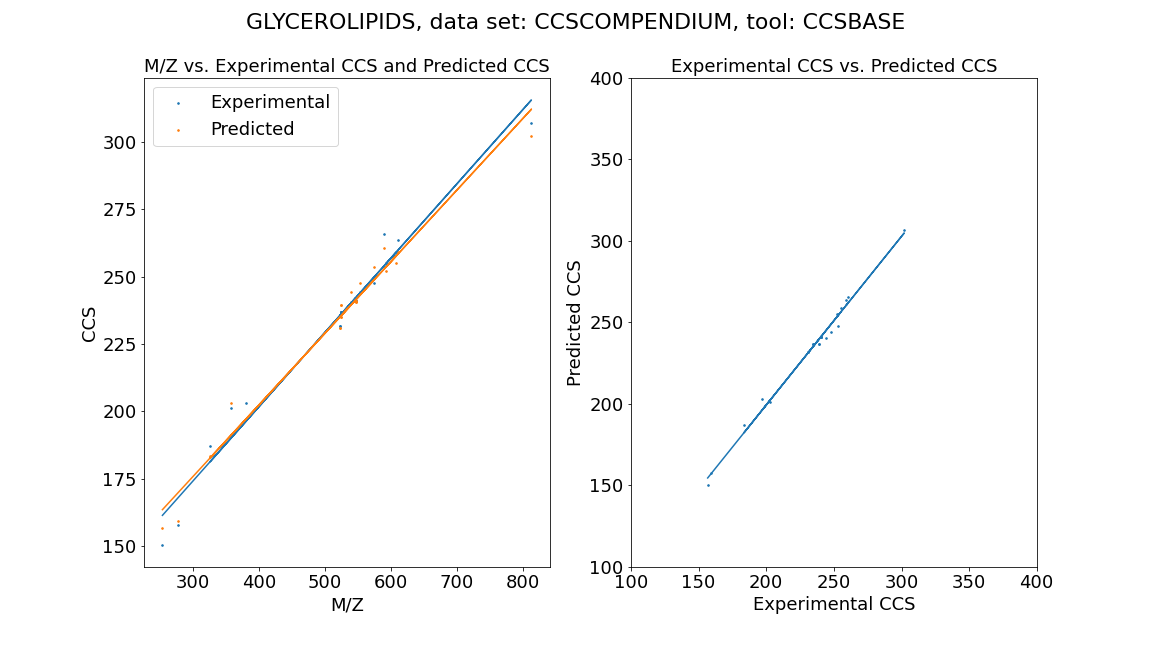 GLYCEROLIPIDS, data set: CCSCOMPENDIUM, tool: CCSBASE
M/Z vs. Experimental CCS and Predicted CCS
Experimental
Predicted
300
275
250
225
200
175
150
CCS
300 400 500 600 700 800
M/Z
Experimental CCS vs. Predicted CCS
400
350
300
250
200
150
100
Predicted CCS
100 150 200 250 300 350 400
Experimental CCS